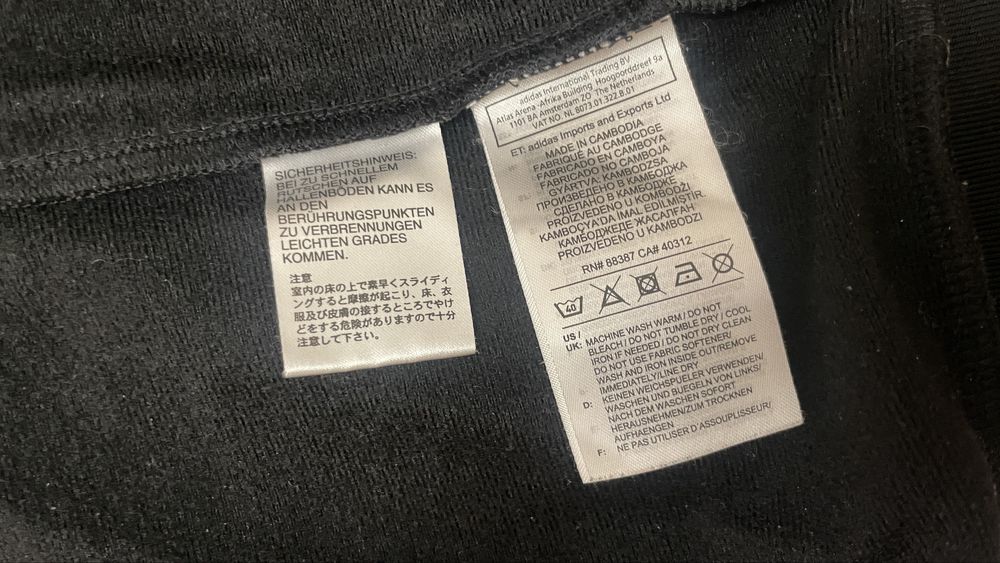 SICHERHEITSHINWEIS:
BEI ZU SCHNELLEM
RUTSCHEN AUF
HALLENBÖDEN KANN ES
AN DEN
BERÜHRUNGSPUNKTEN
ZU VERBRENNUNGEN
LEICHTEN GRADES
KOMMEN.
注意
室内の床の上で素早くスライディ
ングすると摩擦が起こり、床、衣
服及び皮膚の接するところでやけ
どをする危険がありますので十分
注意して下さい。
adidas International Trading BV
Atlas Arena -Afrika Building Hoogoorddreef 9a
1101 BA Amsterdam ZO The Netherlands
VAT NO. NL 8073.01.322.B.01
ET: adidas Imports and Exports Ltd
MADE IN CAMBODIA
FABRIQUE AU CAMBODGE
FABRICADO EN CAMBOYA
FABRICADO NO CAMBOJA
GYÁRTVA: KAMBODZSA
ПРОИЗВЕДЕНО В КАМБОДЖА
СДЕЛАНО В КАМБОДЖЕ
PROIZVEDENO U KOMBODŽI
KAMBOÇYA'DA İMAL EDİLMİŞTİR.
КАМБОДЖЕДЕ ЖАСАЛҒАН
PROIZVEDENO U KAMBODZI
RN# 88387 CA# 40312
40
US / UK: MACHINE WASH WARM / DO NOT
BLEACH / DO NOT TUMBLE DRY / COOL
IRON IF NEEDED / DO NOT DRY CLEAN
DO NOT USE FABRIC SOFTENER/
WASH AND IRON INSIDE OUT/REMOVE
IMMEDIATELY/LINE DRY
D: KEINEN WEICHSPUELER VERWENDEN/
WASCHEN UND BUEGELN VON LINKS/
NACH DEM WASCHEN SOFORT
HERAUSNEHMEN/ZUM TROCKNEN
AUFHAENGEN
F: NE PAS UTILISER D'ASSOUPLISSEUR/